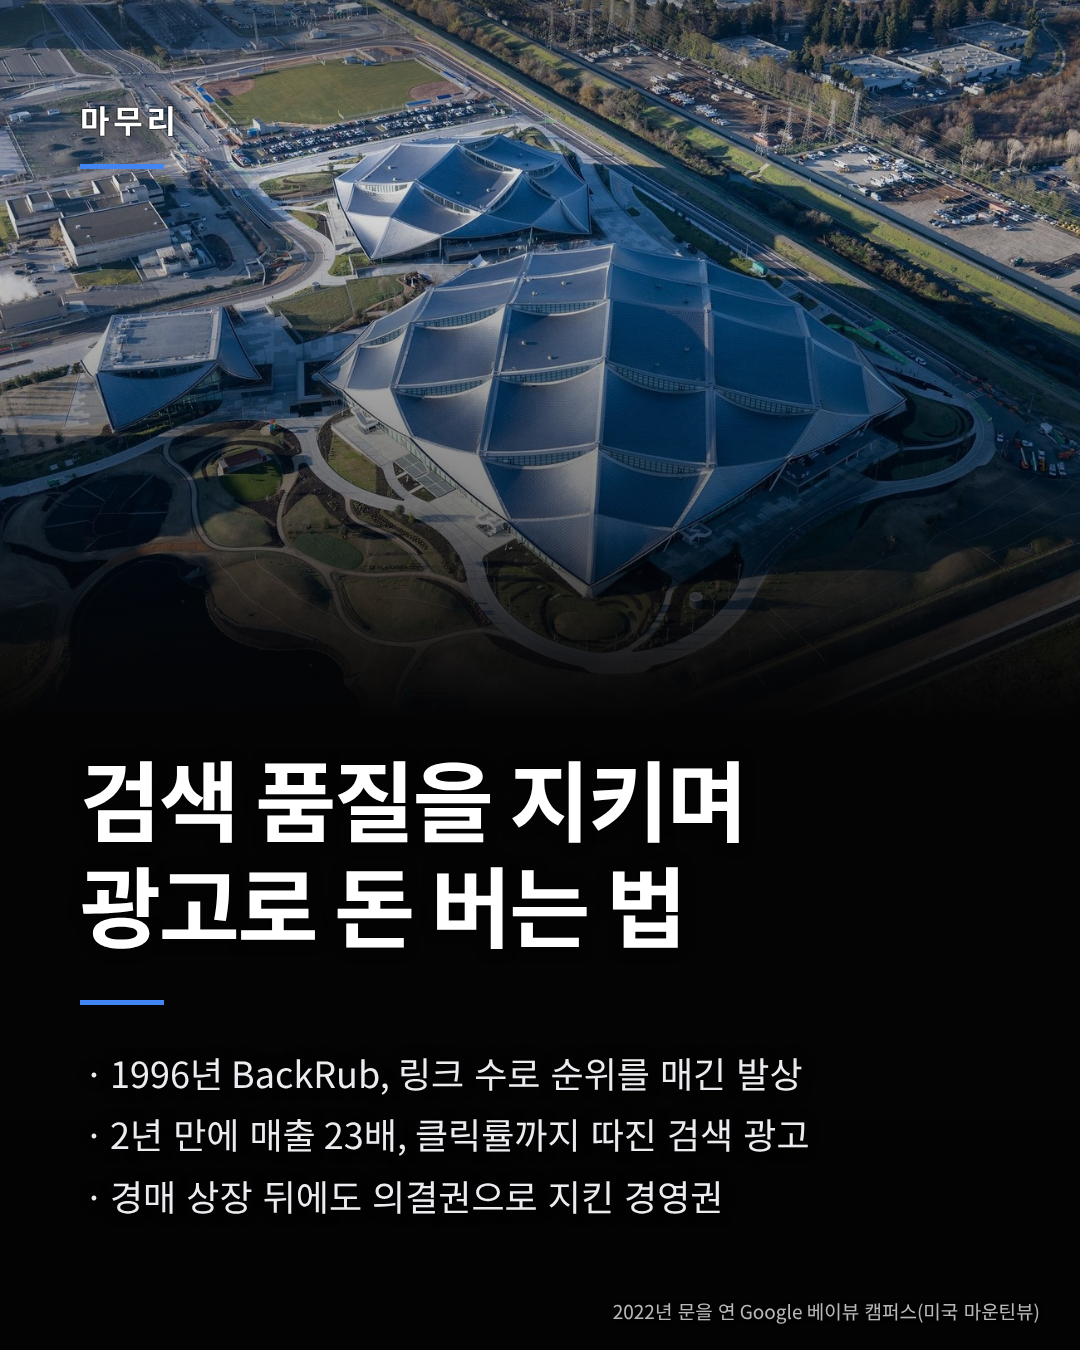 마무리
검색 품질을 지키며
광고로 돈 버는 법
· 1996년 BackRub, 링크 수로 순위를 매긴 발상
· 2년 만에 매출 23배, 클릭률까지 따진 검색 광고
· 경매 상장 뒤에도 의결권으로 지킨 경영권
2022년 문을 연 Google 베이뷰 캠퍼스(미국 마운틴뷰)